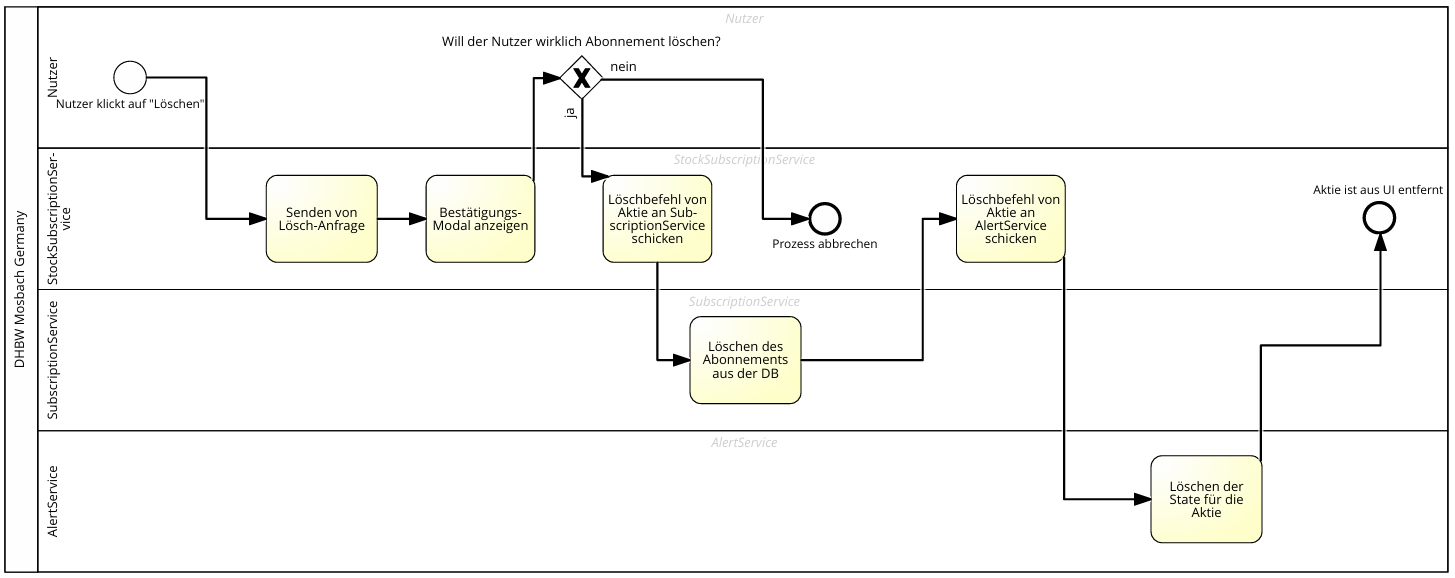 DHBW Mosbach Germany
Nutzer
Nutzer
Will der Nutzer wirklich Abonnement löschen?
nein
ja
Nutzer klickt auf "Löschen"
StockSubscriptionSer-
vice
StockSubscriptionService
Senden von
Lösch-Anfrage
Bestätigungs-
Modal anzeigen
Löschbefehl von
Aktie an Sub-
scriptionService
schicken
Prozess abbrechen
Löschbefehl von
Aktie an
AlertService
schicken
Aktie ist aus UI entfernt
SubscriptionService
SubscriptionService
Löschen des
Abonnements
aus der DB
AlertService
AlertService
Löschen der
State für die
Aktie